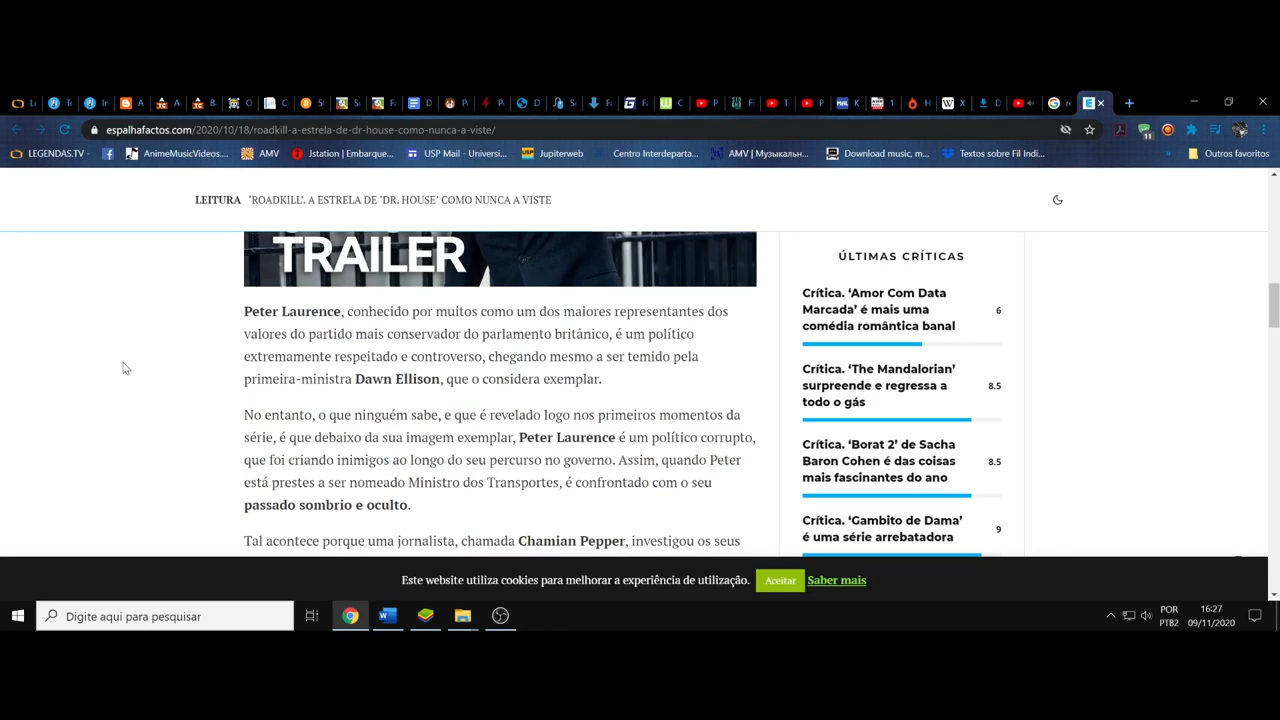 espalhafactos.com/2020/10/18/roadkill-a-estrela-de-dr-house-como-nunca-a-viste/
11
LEGENDAS.TV -
AnimeMusicVideos....
AMV
Jstation | Embarque...
USP Mail - Universi...
Jupiterweb
Centro Interdeparta...
AMV | Музыкальн...
Download music, m...
Textos sobre Fil Indi...
»
Outros favoritos
LEITURA ‘ROADKILL’. A ESTRELA DE ‘DR. HOUSE’ COMO NUNCA A VISTE
TRAILER
Peter Laurence, conhecido por muitos como um dos maiores representantes dos
valores do partido mais conservador do parlamento britânico, é um político
extremamente respeitado e controverso, chegando mesmo a ser temido pela
primeira-ministra Dawn Ellison, que o considera exemplar.
No entanto, o que ninguém sabe, e que é revelado logo nos primeiros momentos da
série, é que debaixo da sua imagem exemplar, Peter Laurence é um político corrupto,
que foi criando inimigos ao longo do seu percurso no governo. Assim, quando Peter
está prestes a ser nomeado Ministro dos Transportes, é confrontado com o seu
passado sombrio e oculto.
Tal acontece porque uma jornalista, chamada Chamian Pepper, investigou os seus
ÚLTIMAS CRÍTICAS
Crítica. ‘Amor Com Data
Marcada’ é mais uma
comédia romântica banal
6
Crítica. ‘The Mandalorian’
surpreende e regressa a
todo o gás
8.5
Crítica. ‘Borat 2’ de Sacha
Baron Cohen é das coisas
mais fascinantes do ano
8.5
Crítica. ‘Gambito de Dama’
é uma série arrebatadora
9
Este website utiliza cookies para melhorar a experiência de utilização.
Aceitar
Saber mais
Digite aqui para pesquisar
POR
PTB2
16:27
09/11/2020